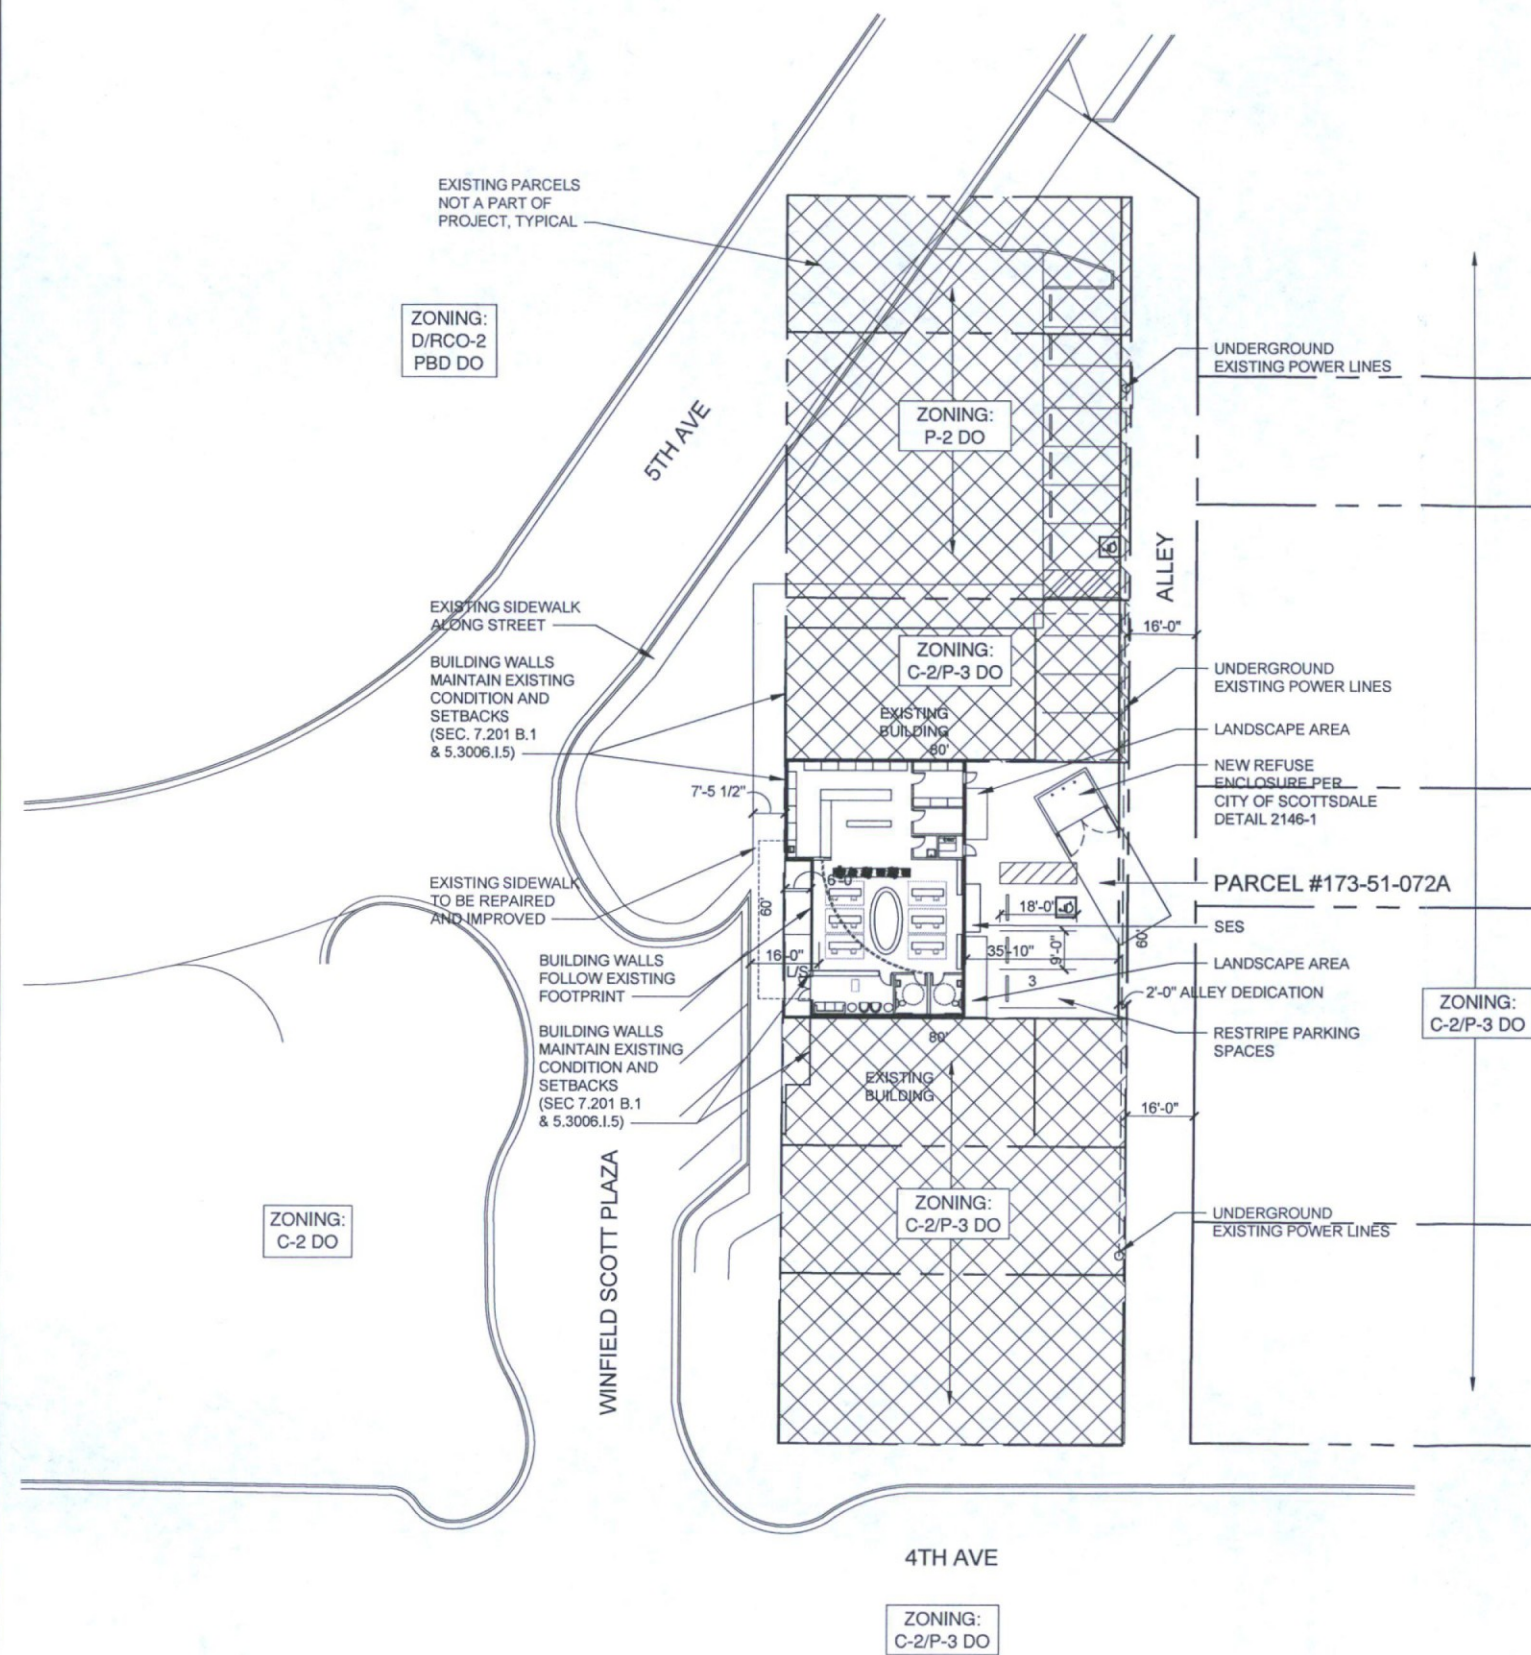 EXISTING PARCELS
NOT A PART OF
PROJECT, TYPICAL
ZONING:
D/RCO-2
PBD DO
5TH AVE
ZONING:
P-2 DO
UNDERGROUND
EXISTING POWER LINES
ALLEY
16'-0"
EXISTING SIDEWALK
ALONG STREET
BUILDING WALLS
MAINTAIN EXISTING
CONDITION AND
SETBACKS
(SEC. 7.201 B.1
& 5.3006.I.5)
ZONING:
C-2/P-3 DO
EXISTING
BUILDING
80'
UNDERGROUND
EXISTING POWER LINES
LANDSCAPE AREA
NEW REFUSE
ENCLOSURE PER
CITY OF SCOTTSDALE
DETAIL 2146-1
7'-5 1/2"
EXISTING SIDEWALK
TO BE REPAIRED
AND IMPROVED
6'-0"
60'
16'-0"
18'-0"
9'-0"
35'-10"
3
60'
PARCEL #173-51-072A
SES
LANDSCAPE AREA
2'-0" ALLEY DEDICATION
RESTRIPE PARKING
SPACES
BUILDING WALLS
FOLLOW EXISTING
FOOTPRINT
L/S
BUILDING WALLS
MAINTAIN EXISTING
CONDITION AND
SETBACKS
(SEC 7.201 B.1
& 5.3006.I.5)
80'
EXISTING
BUILDING
ZONING:
C-2/P-3 DO
16'-0"
WINFIELD SCOTT PLAZA
ZONING:
C-2 DO
ZONING:
C-2/P-3 DO
UNDERGROUND
EXISTING POWER LINES
4TH AVE
ZONING:
C-2/P-3 DO